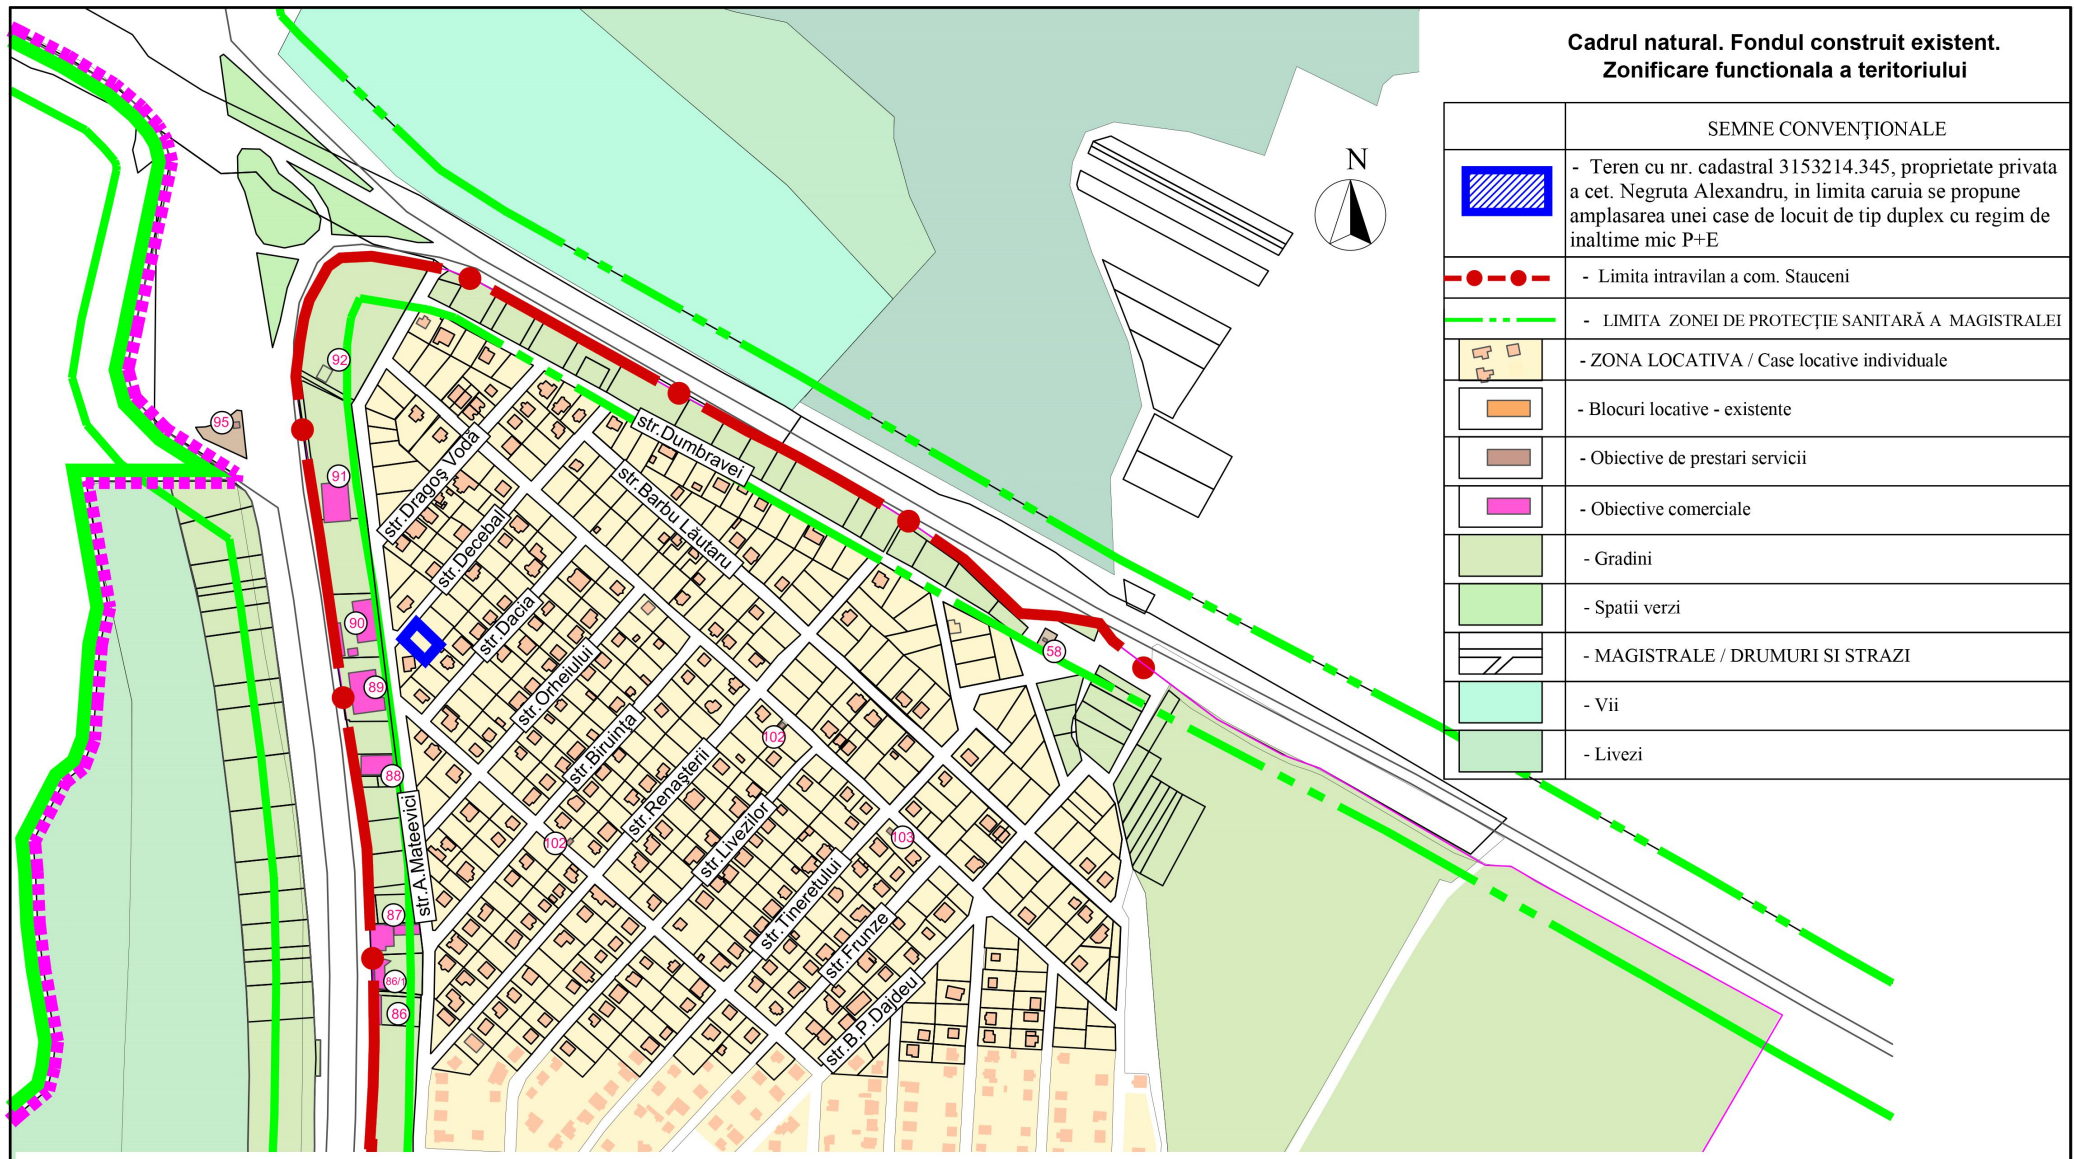 Cadrul natural. Fondul construit existent.
Zonificare functionala a teritoriului
SEMNE CONVENŢIONALE
- Teren cu nr. cadastral 3153214.345, proprietate privata
a cet. Negruta Alexandru, in limita caruia se propune
amplasarea unei case de locuit de tip duplex cu regim de
inaltime mic P+E
- Limita intravilan a com. Stauceni
- LIMITA ZONEI DE PROTECŢIE SANITARĂ A MAGISTRALEI
- ZONA LOCATIVA / Case locative individuale
- Blocuri locative - existente
- Obiective de prestari servicii
- Obiective comerciale
- Gradini
- Spatii verzi
- MAGISTRALE / DRUMURI SI STRAZI
- Vii
- Livezi
N
92
95
91
90
89
88
87
86/1
86
58
102
102
103
str.Dumbravei
str.Barbu Lăutaru
str.Dragoş Vodă
str.Decebal
str.Dacia
str.Orheiului
str.Biruinţa
str.Renaşterii
str.Livezilor
str.Tineretului
str.Frunze
str.B.P.Dajdeu
str.A.Mateevici